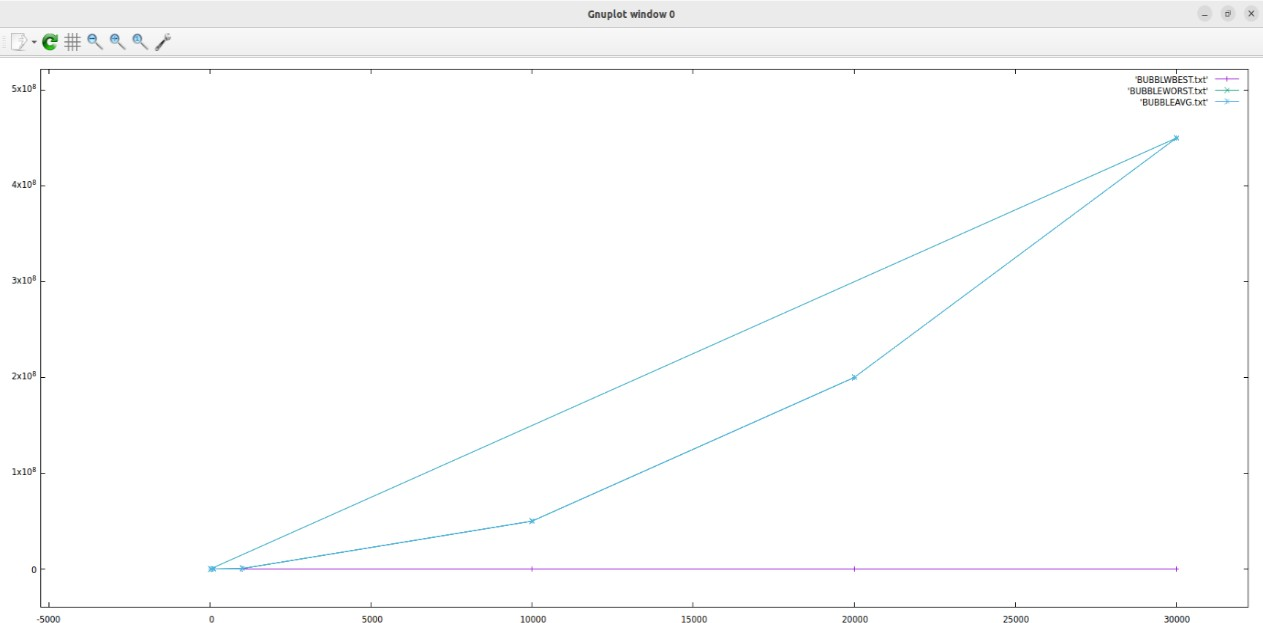 Gnuplot window 0
'BUBBLWBEST.txt'
'BUBBLEWORST.txt'
'BUBBLEAVG.txt'
5x10⁸
4x10⁸
3x10⁸
2x10⁸
1x10⁸
0
-5000 0 5000 10000 15000 20000 25000 30000